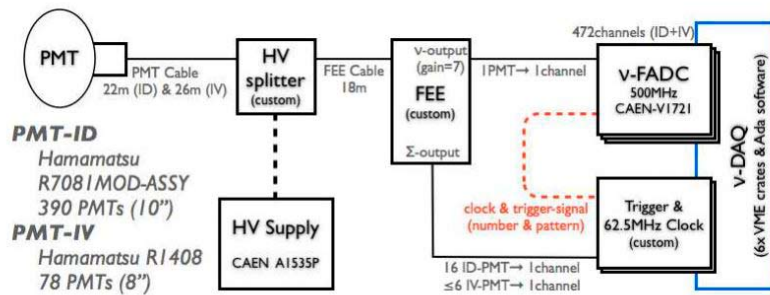 PMT
PMT Cable
22m (ID) & 26m (IV)
HV
splitter
(custom)
FEE Cable
18m
ν-output
(gain=7)
FEE
(custom)
Σ-output
1PMT→ 1channel
472channels (ID+IV)
ν-FADC
500MHz
CAEN-V1721
ν-DAQ
(6x VME crates & Ada software)
PMT-ID
Hamamatsu
R7081MOD-ASSY
390 PMTs (10")
PMT-IV
Hamamatsu R1408
78 PMTs (8")
HV Supply
CAEN A1535P
clock & trigger-signal
(number & pattern)
Trigger &
62.5MHz Clock
(custom)
16 ID-PMT→ 1channel
≤6 IV-PMT→ 1channel